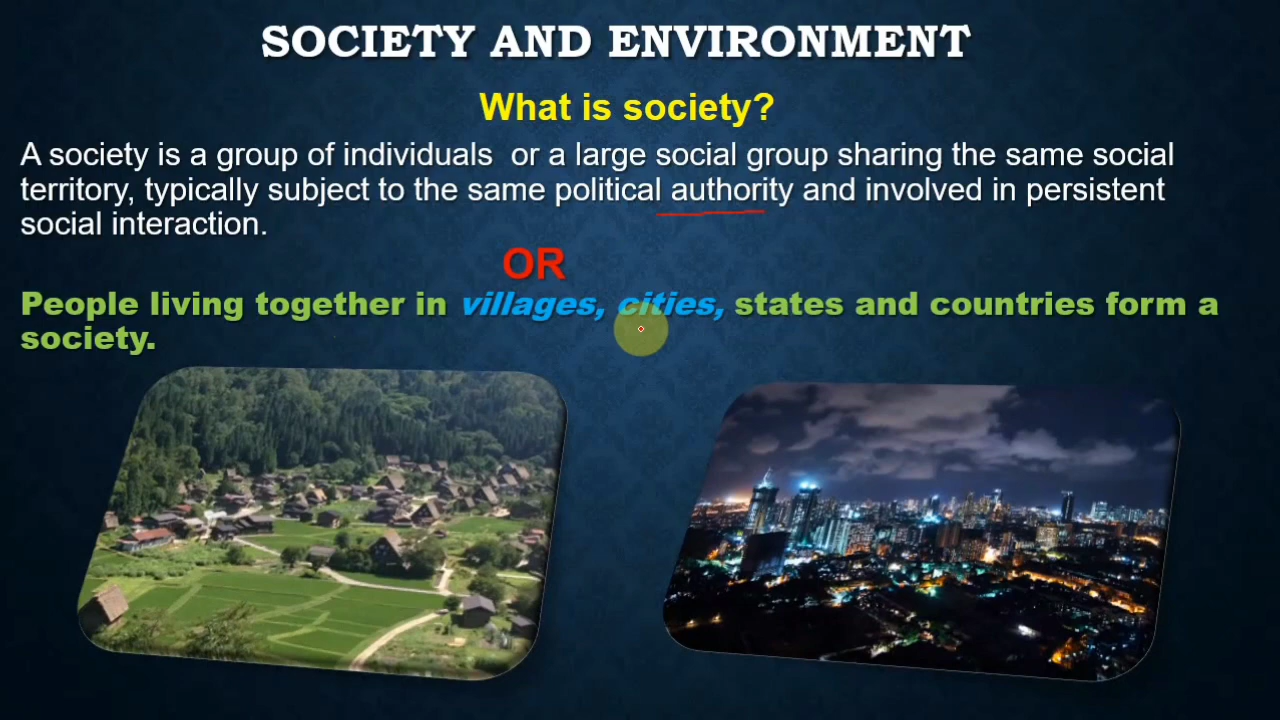 SOCIETY AND ENVIRONMENT
What is society?
A society is a group of individuals  or a large social group sharing the same social
territory, typically subject to the same political authority and involved in persistent
social interaction.
OR
People living together in villages, cities, states and countries form a
society.